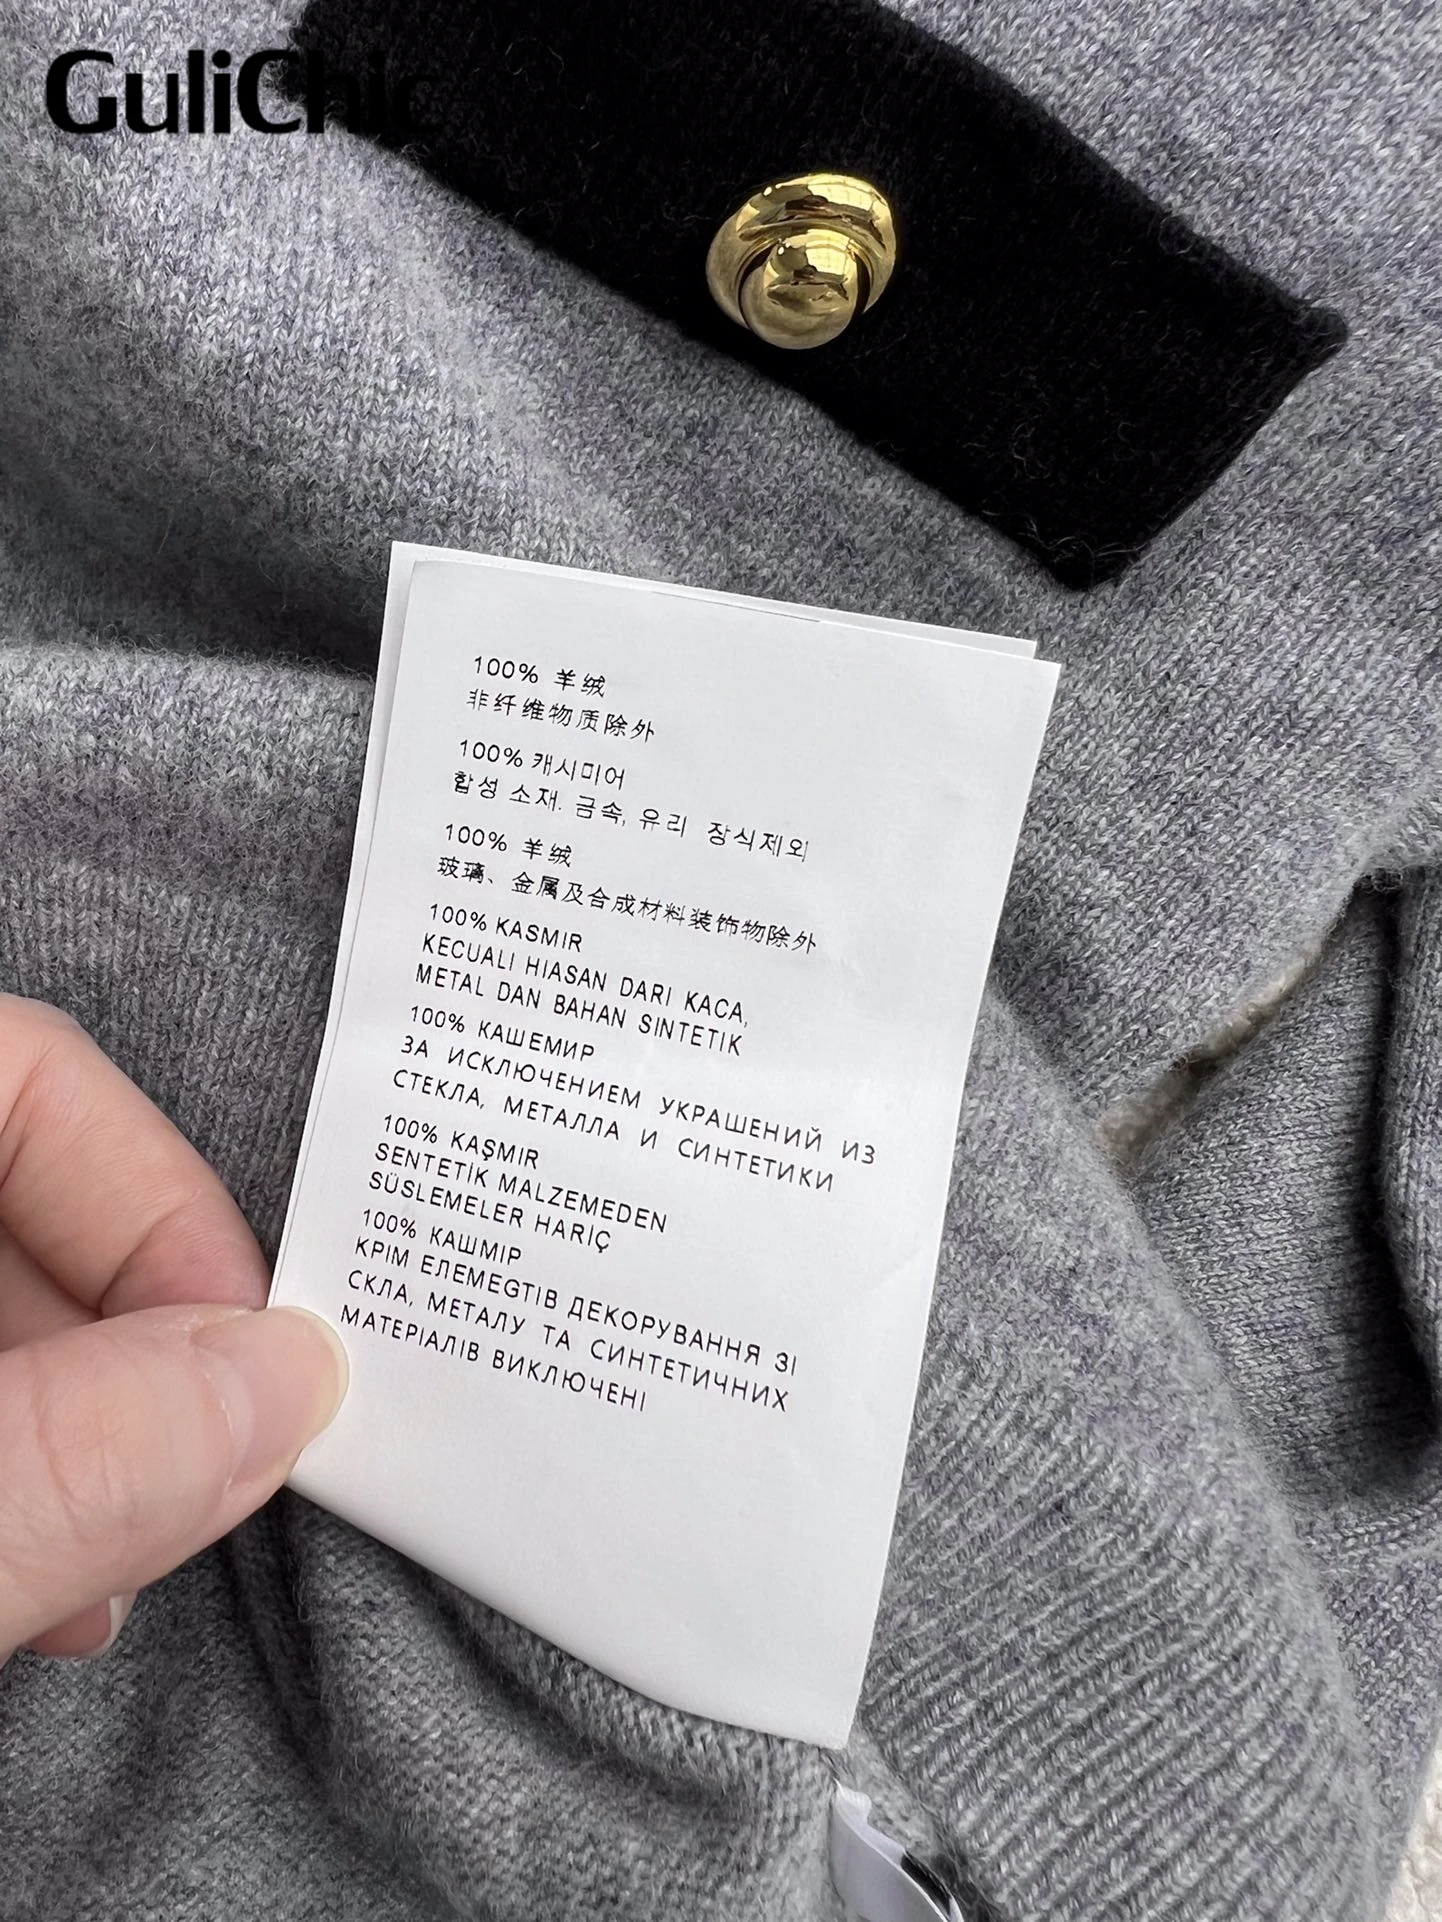 GuliChic
100% 羊绒
非纤维物质除外
100% 캐시미어
합성 소재. 금속, 유리 장식제외
100% 羊绒
玻璃、金属及合成材料装饰物除外
100% KASMIR
KECUALI HIASAN DARI KACA,
METAL DAN BAHAN SINTETIK
100% КАШЕМИР
ЗА ИСКЛЮЧЕНИЕМ УКРАШЕНИЙ ИЗ
СТЕКЛА, МЕТАЛЛА И СИНТЕТИКИ
100% KAŞMIR
SENTETİK MALZEMEDEN
SÜSLEMELER HARİÇ
100% КАШМІР
КРІМ ЕЛЕМЕGТІВ ДЕКОРУВАННЯ ЗІ
СКЛА, МЕТАЛУ ТА СИНТЕТИЧНИХ
МАТЕРІАЛІВ ВИКЛЮЧЕНІ